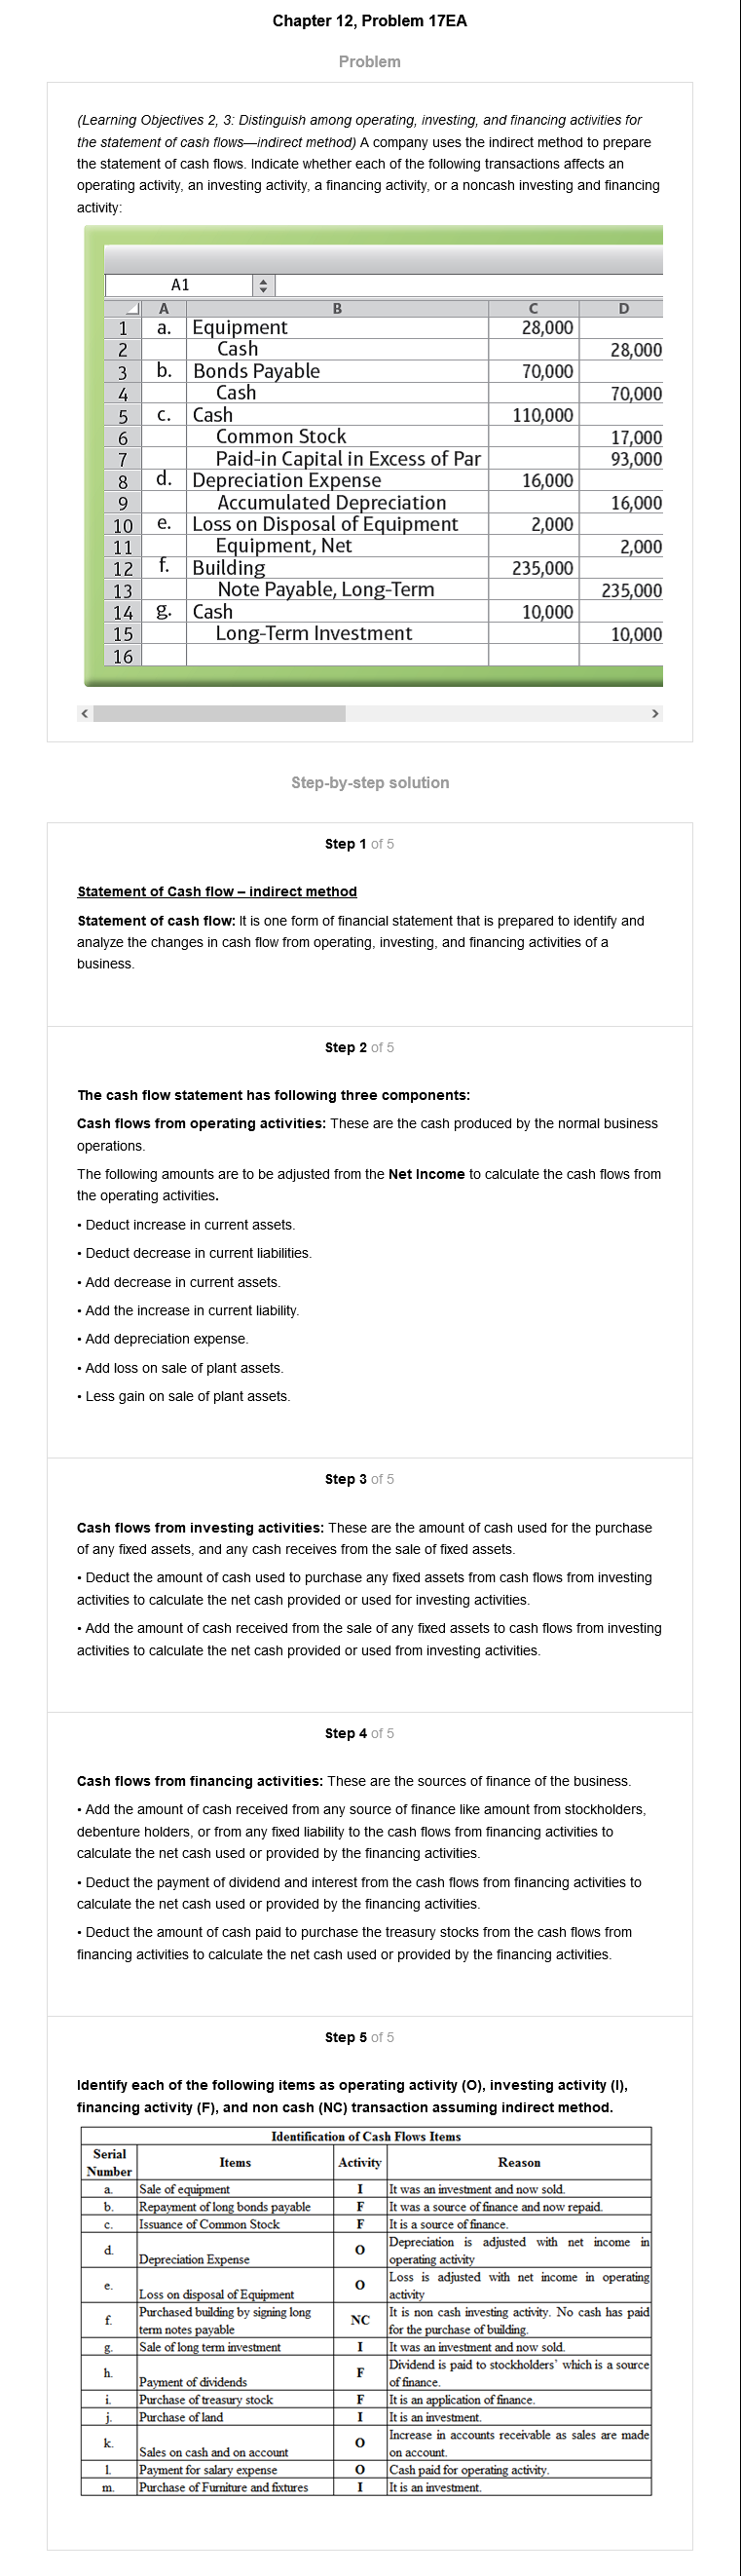 Chapter 12, Problem 17EA
Problem
(Learning Objectives 2, 3: Distinguish among operating, investing, and financing activities for
the statement of cash flows—indirect method) A company uses the indirect method to prepare
the statement of cash flows. Indicate whether each of the following transactions affects an
operating activity, an investing activity, a financing activity, or a noncash investing and financing
activity:
A1
A B C D
1 a. Equipment 28,000
2 Cash 28,000
3 b. Bonds Payable 70,000
4 Cash 70,000
5 c. Cash 110,000
6 Common Stock 17,000
7 Paid-in Capital in Excess of Par 93,000
8 d. Depreciation Expense 16,000
9 Accumulated Depreciation 16,000
10 e. Loss on Disposal of Equipment 2,000
11 Equipment, Net 2,000
12 f. Building 235,000
13 Note Payable, Long-Term 235,000
14 g. Cash 10,000
15 Long-Term Investment 10,000
16
Step-by-step solution
Step 1 of 5
Statement of Cash flow – indirect method
Statement of cash flow: It is one form of financial statement that is prepared to identify and
analyze the changes in cash flow from operating, investing, and financing activities of a
business.
Step 2 of 5
The cash flow statement has following three components:
Cash flows from operating activities: These are the cash produced by the normal business
operations.
The following amounts are to be adjusted from the Net Income to calculate the cash flows from
the operating activities.
• Deduct increase in current assets.
• Deduct decrease in current liabilities.
• Add decrease in current assets.
• Add the increase in current liability.
• Add depreciation expense.
• Add loss on sale of plant assets.
• Less gain on sale of plant assets.
Step 3 of 5
Cash flows from investing activities: These are the amount of cash used for the purchase
of any fixed assets, and any cash receives from the sale of fixed assets.
• Deduct the amount of cash used to purchase any fixed assets from cash flows from investing
activities to calculate the net cash provided or used for investing activities.
• Add the amount of cash received from the sale of any fixed assets to cash flows from investing
activities to calculate the net cash provided or used from investing activities.
Step 4 of 5
Cash flows from financing activities: These are the sources of finance of the business.
• Add the amount of cash received from any source of finance like amount from stockholders,
debenture holders, or from any fixed liability to the cash flows from financing activities to
calculate the net cash used or provided by the financing activities.
• Deduct the payment of dividend and interest from the cash flows from financing activities to
calculate the net cash used or provided by the financing activities.
• Deduct the amount of cash paid to purchase the treasury stocks from the cash flows from
financing activities to calculate the net cash used or provided by the financing activities.
Step 5 of 5
Identify each of the following items as operating activity (O), investing activity (I),
financing activity (F), and non cash (NC) transaction assuming indirect method.
Identification of Cash Flows Items
Serial Number Items Activity Reason
a. Sale of equipment I It was an investment and now sold.
b. Repayment of long bonds payable F It was a source of finance and now repaid.
c. Issuance of Common Stock F It is a source of finance.
d. Depreciation Expense O Depreciation is adjusted with net income in
operating activity
e. Loss on disposal of Equipment O Loss is adjusted with net income in operating
activity
f. Purchased building by signing long
term notes payable NC It is non cash investing activity. No cash has paid
for the purchase of building.
g. Sale of long term investment I It was an investment and now sold.
h. Payment of dividends F Dividend is paid to stockholders' which is a source
of finance.
i. Purchase of treasury stock F It is an application of finance.
j. Purchase of land I It is an investment.
k. Sales on cash and on account O Increase in accounts receivable as sales are made
on account.
l. Payment for salary expense O Cash paid for operating activity.
m. Purchase of Furniture and fixtures I It is an investment.